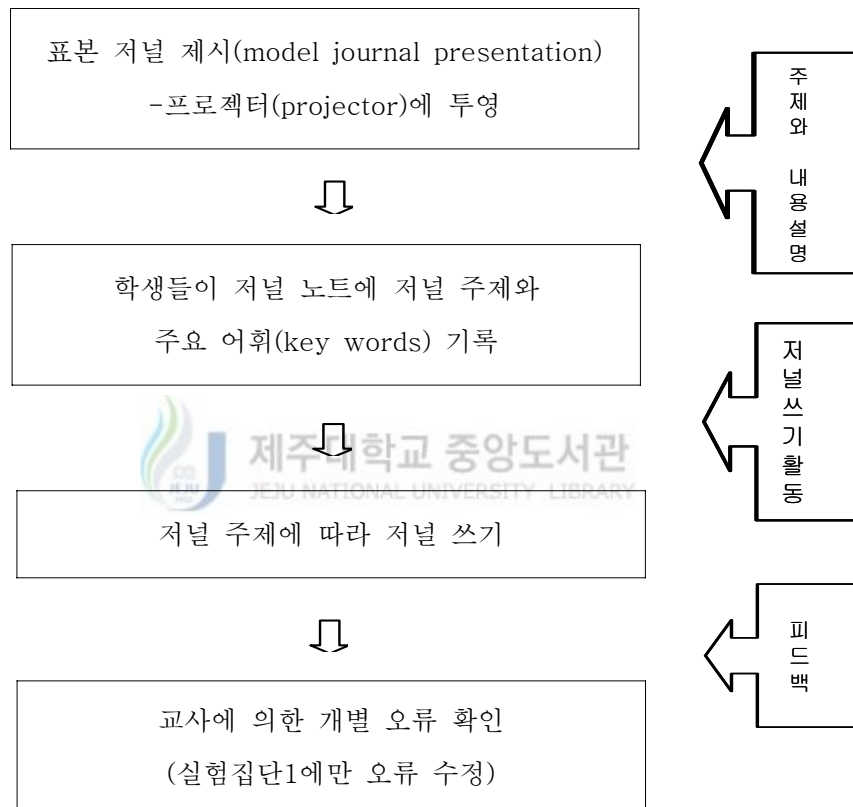 표본 저널 제시(model journal presentation)
-프로젝터(projector)에 투영
주제와 내용설명
학생들이 저널 노트에 저널 주제와
주요 어휘(key words) 기록
저널쓰기활동
제주대학교 중앙도서관
JEJU NATIONAL UNIVERSITY LIBRARY
저널 주제에 따라 저널 쓰기
피드백
교사에 의한 개별 오류 확인
(실험집단1에만 오류 수정)